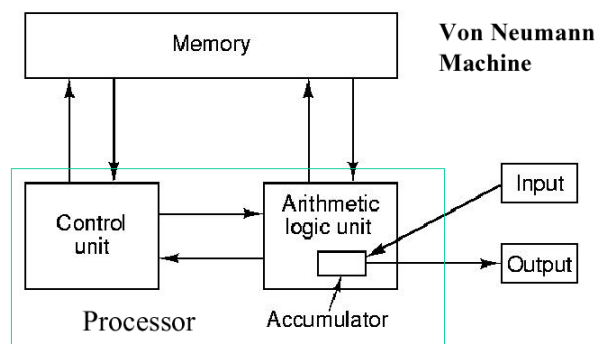 Memory
Von Neumann
Machine
Control
unit
Arithmetic
logic unit
Input
Output
Processor
Accumulator